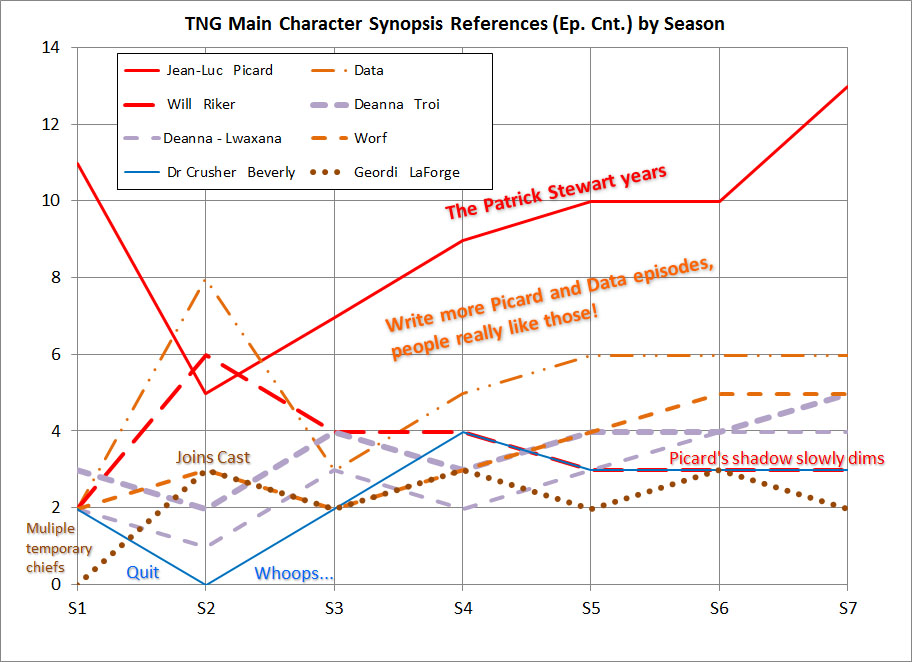 TNG Main Character Synopsis References (Ep. Cnt.) by Season
14
12
10
8
6
4
2
0
Jean-Luc Picard
Data
Will Riker
Deanna Troi
Deanna - Lwaxana
Worf
Dr Crusher Beverly
Geordi LaForge
The Patrick Stewart years
Write more Picard and Data episodes,
people really like those!
Joins Cast
Picard's shadow slowly dims
Muliple
temporary
chiefs
Quit
Whoops...
S1 S2 S3 S4 S5 S6 S7